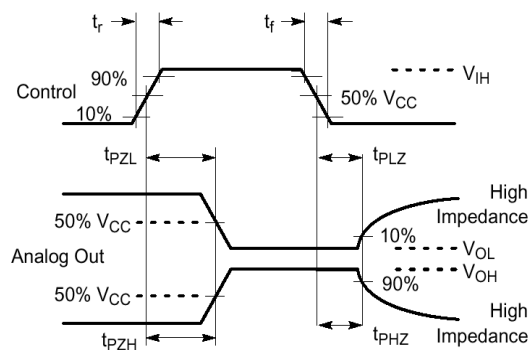 tr
tf
90%
VIH
Control
10%
50% VCC
tPZL
tPLZ
High
Impedance
50% VCC
10%
VOL
Analog Out
VOH
90%
50% VCC
High
Impedance
tPZH
tPHZ